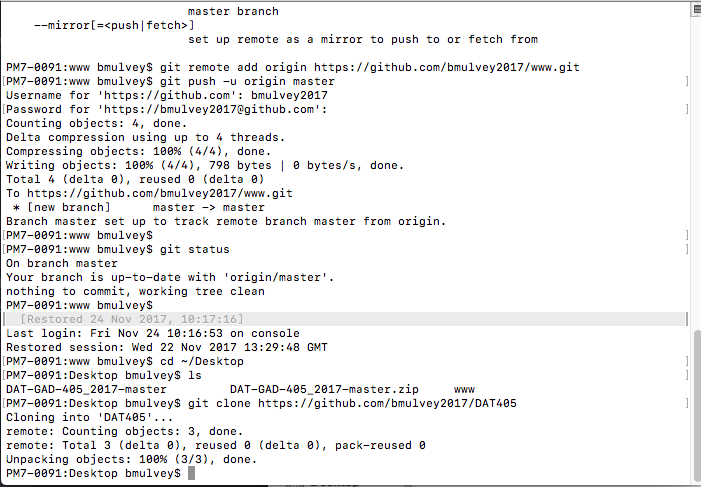 master branch
--mirror[=<push|fetch>]
set up remote as a mirror to push to or fetch from
PM7-0091:www bmulvey$ git remote add origin https://github.com/bmulvey2017/www.git
[PM7-0091:www bmulvey$ git push -u origin master ]
Username for 'https://github.com': bmulvey2017
[Password for 'https://bmulvey2017@github.com': ]
Counting objects: 4, done.
Delta compression using up to 4 threads.
Compressing objects: 100% (4/4), done.
Writing objects: 100% (4/4), 798 bytes | 0 bytes/s, done.
Total 4 (delta 0), reused 0 (delta 0)
To https://github.com/bmulvey2017/www.git
* [new branch] master -> master
Branch master set up to track remote branch master from origin.
[PM7-0091:www bmulvey$ ]
[PM7-0091:www bmulvey$ git status ]
On branch master
Your branch is up-to-date with 'origin/master'.
nothing to commit, working tree clean
PM7-0091:www bmulvey$
[Restored 24 Nov 2017, 10:17:16]
Last login: Fri Nov 24 10:16:53 on console
Restored session: Wed 22 Nov 2017 13:29:48 GMT
[PM7-0091:www bmulvey$ cd ~/Desktop ]
[PM7-0091:Desktop bmulvey$ ls ]
DAT-GAD-405_2017-master DAT-GAD-405_2017-master.zip www
[PM7-0091:Desktop bmulvey$ git clone https://github.com/bmulvey2017/DAT405 ]
Cloning into 'DAT405'...
remote: Counting objects: 3, done.
remote: Total 3 (delta 0), reused 0 (delta 0), pack-reused 0
Unpacking objects: 100% (3/3), done.
PM7-0091:Desktop bmulvey$